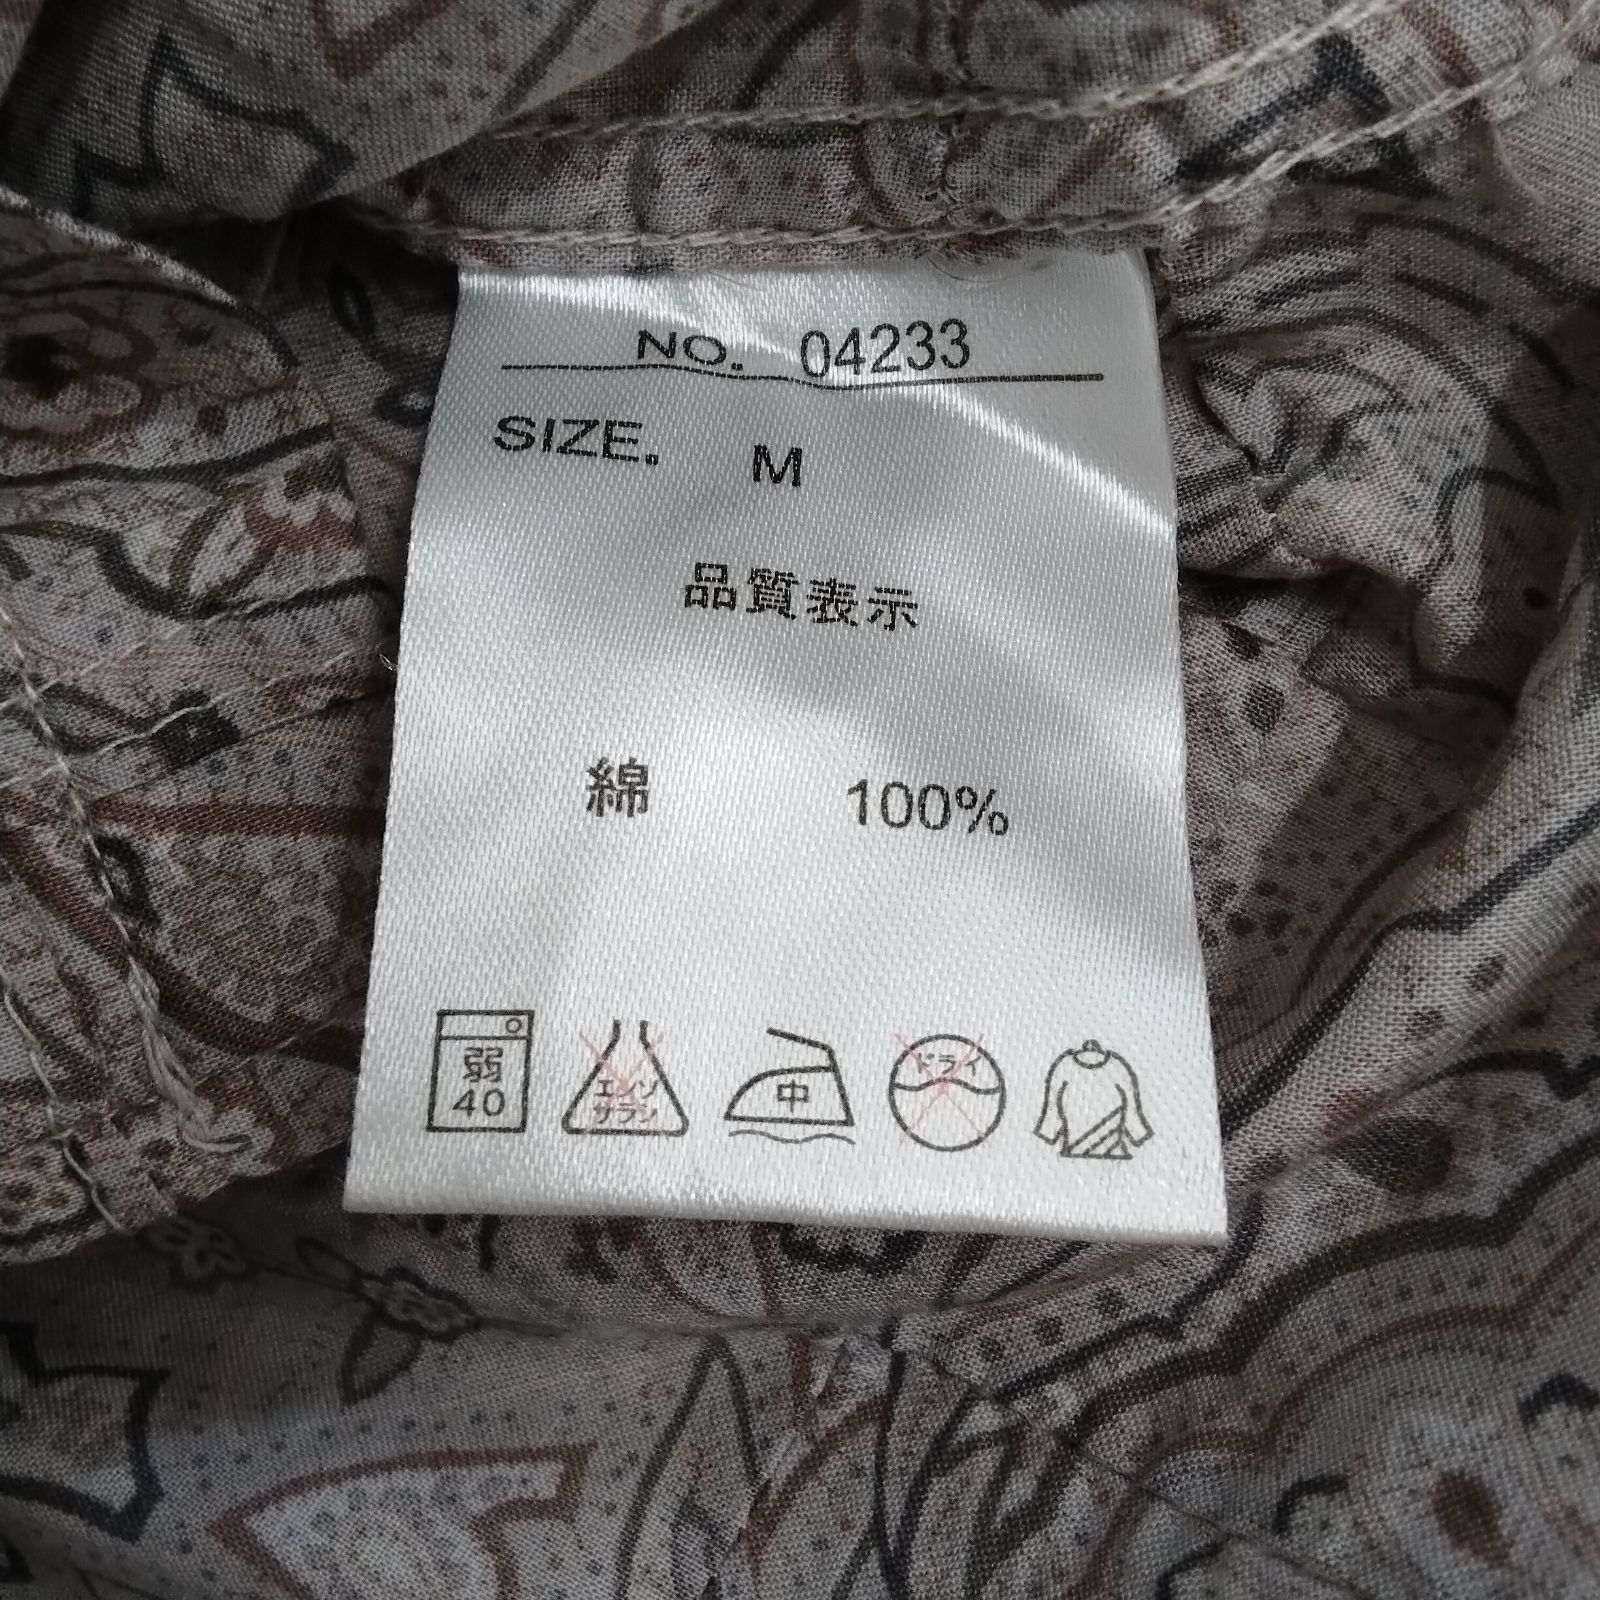 NO. 04233
SIZE. M
品質表示
綿 100%
弱 40
エンソ サラシ
中
ドライ